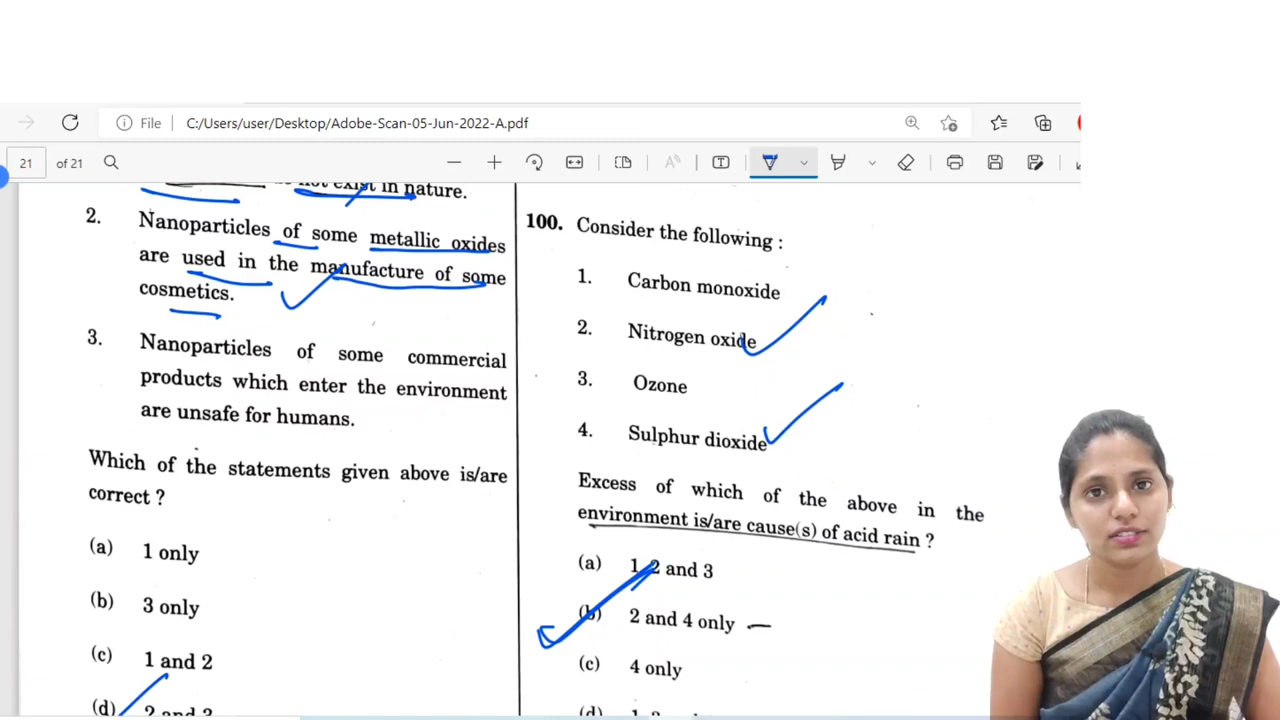 File
C:/Users/user/Desktop/Adobe-Scan-05-Jun-2022-A.pdf
21 of 21
not exist in nature.
2. Nanoparticles of some metallic oxides
are used in the manufacture of some
cosmetics.
3. Nanoparticles of some commercial
products which enter the environment
are unsafe for humans.
Which of the statements given above is/are
correct ?
(a) 1 only
(b) 3 only
(c) 1 and 2
(d) 2 and 3
100. Consider the following :
1. Carbon monoxide
2. Nitrogen oxide
3. Ozone
4. Sulphur dioxide
Excess of which of the above in the
environment is/are cause(s) of acid rain ?
(a) 1, 2 and 3
(b) 2 and 4 only
(c) 4 only
(d)